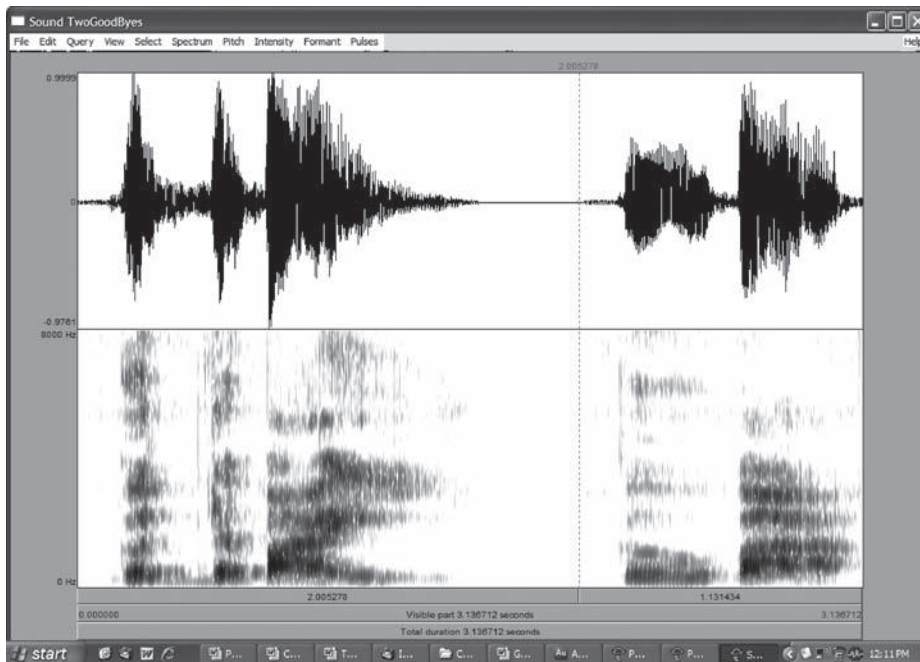 Sound TwoGoodByes
File Edit Query View Select Spectrum Pitch Intensity Formant Pulses Help
2.005278
0.9999
0
-0.9761
8000 Hz
0 Hz
2.005278 1.131434
0.000000 Visible part 3.136712 seconds 3.136712
Total duration 3.136712 seconds
start P... C... T... I... C... G... A... P... P... S... 12:11 PM